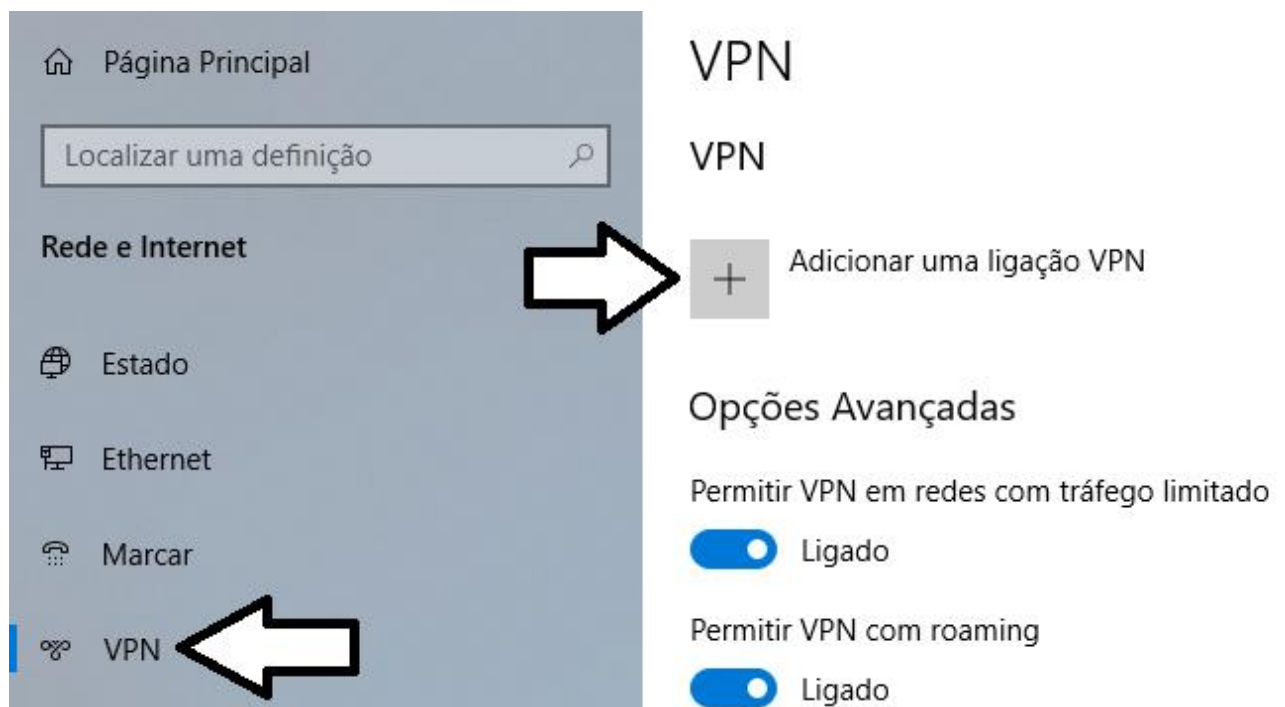 Página Principal
Localizar uma definição
Rede e Internet
Estado
Ethernet
Marcar
VPN
VPN
VPN
Adicionar uma ligação VPN
Opções Avançadas
Permitir VPN em redes com tráfego limitado
Ligado
Permitir VPN com roaming
Ligado